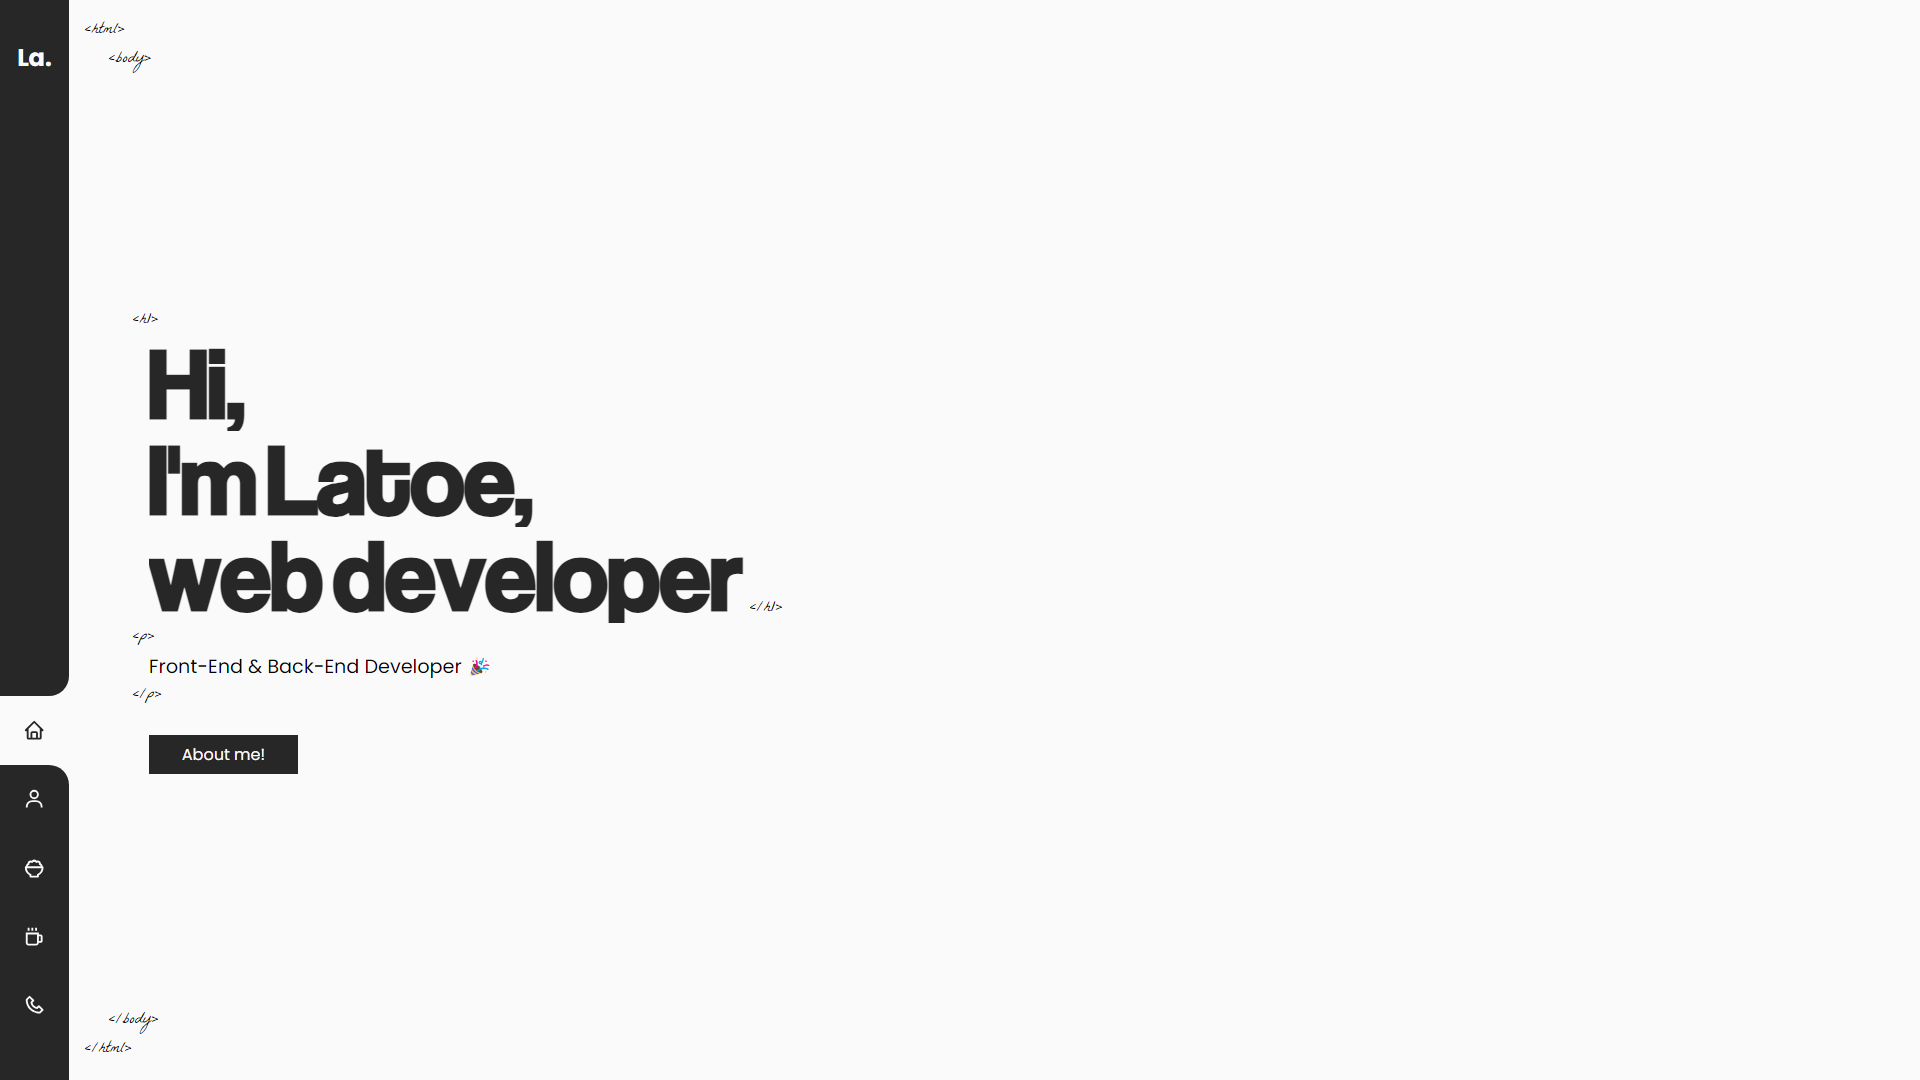 La.
<html>
<body>
<h1>
Hi,
I'm Latoe,
web developer
</h1>
<p>
Front-End & Back-End Developer 🎉
</p>
About me!
</body>
</html>